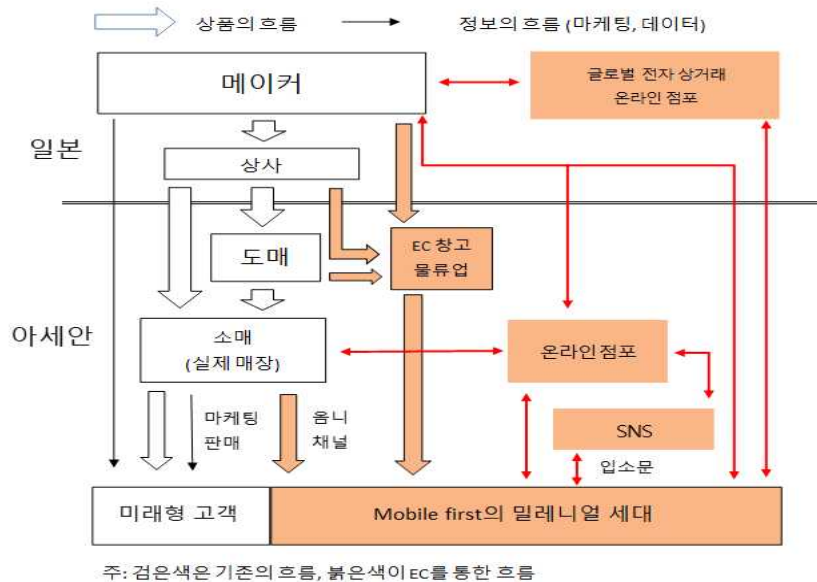 상품의 흐름
정보의 흐름 (마케팅, 데이터)
메이커
글로벌 전자 상거래
온라인 점포
일본
상사
도매
EC 창고
물류업
아세안
소매
(실제 매장)
온라인 점포
마케팅
판매
옴니
채널
SNS
입소문
미래형 고객
Mobile first의 밀레니얼 세대
주: 검은색은 기존의 흐름, 붉은색이 EC를 통한 흐름